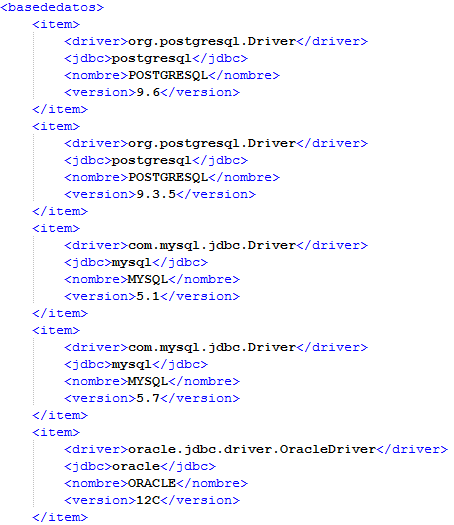 <basededatos>
<item>
<driver>org.postgresql.Driver</driver>
<jdbc>postgresql</jdbc>
<nombre>POSTGRESQL</nombre>
<version>9.6</version>
</item>
<item>
<driver>org.postgresql.Driver</driver>
<jdbc>postgresql</jdbc>
<nombre>POSTGRESQL</nombre>
<version>9.3.5</version>
</item>
<item>
<driver>com.mysql.jdbc.Driver</driver>
<jdbc>mysql</jdbc>
<nombre>MYSQL</nombre>
<version>5.1</version>
</item>
<item>
<driver>com.mysql.jdbc.Driver</driver>
<jdbc>mysql</jdbc>
<nombre>MYSQL</nombre>
<version>5.7</version>
</item>
<item>
<driver>oracle.jdbc.driver.OracleDriver</driver>
<jdbc>oracle</jdbc>
<nombre>ORACLE</nombre>
<version>12C</version>
</item>